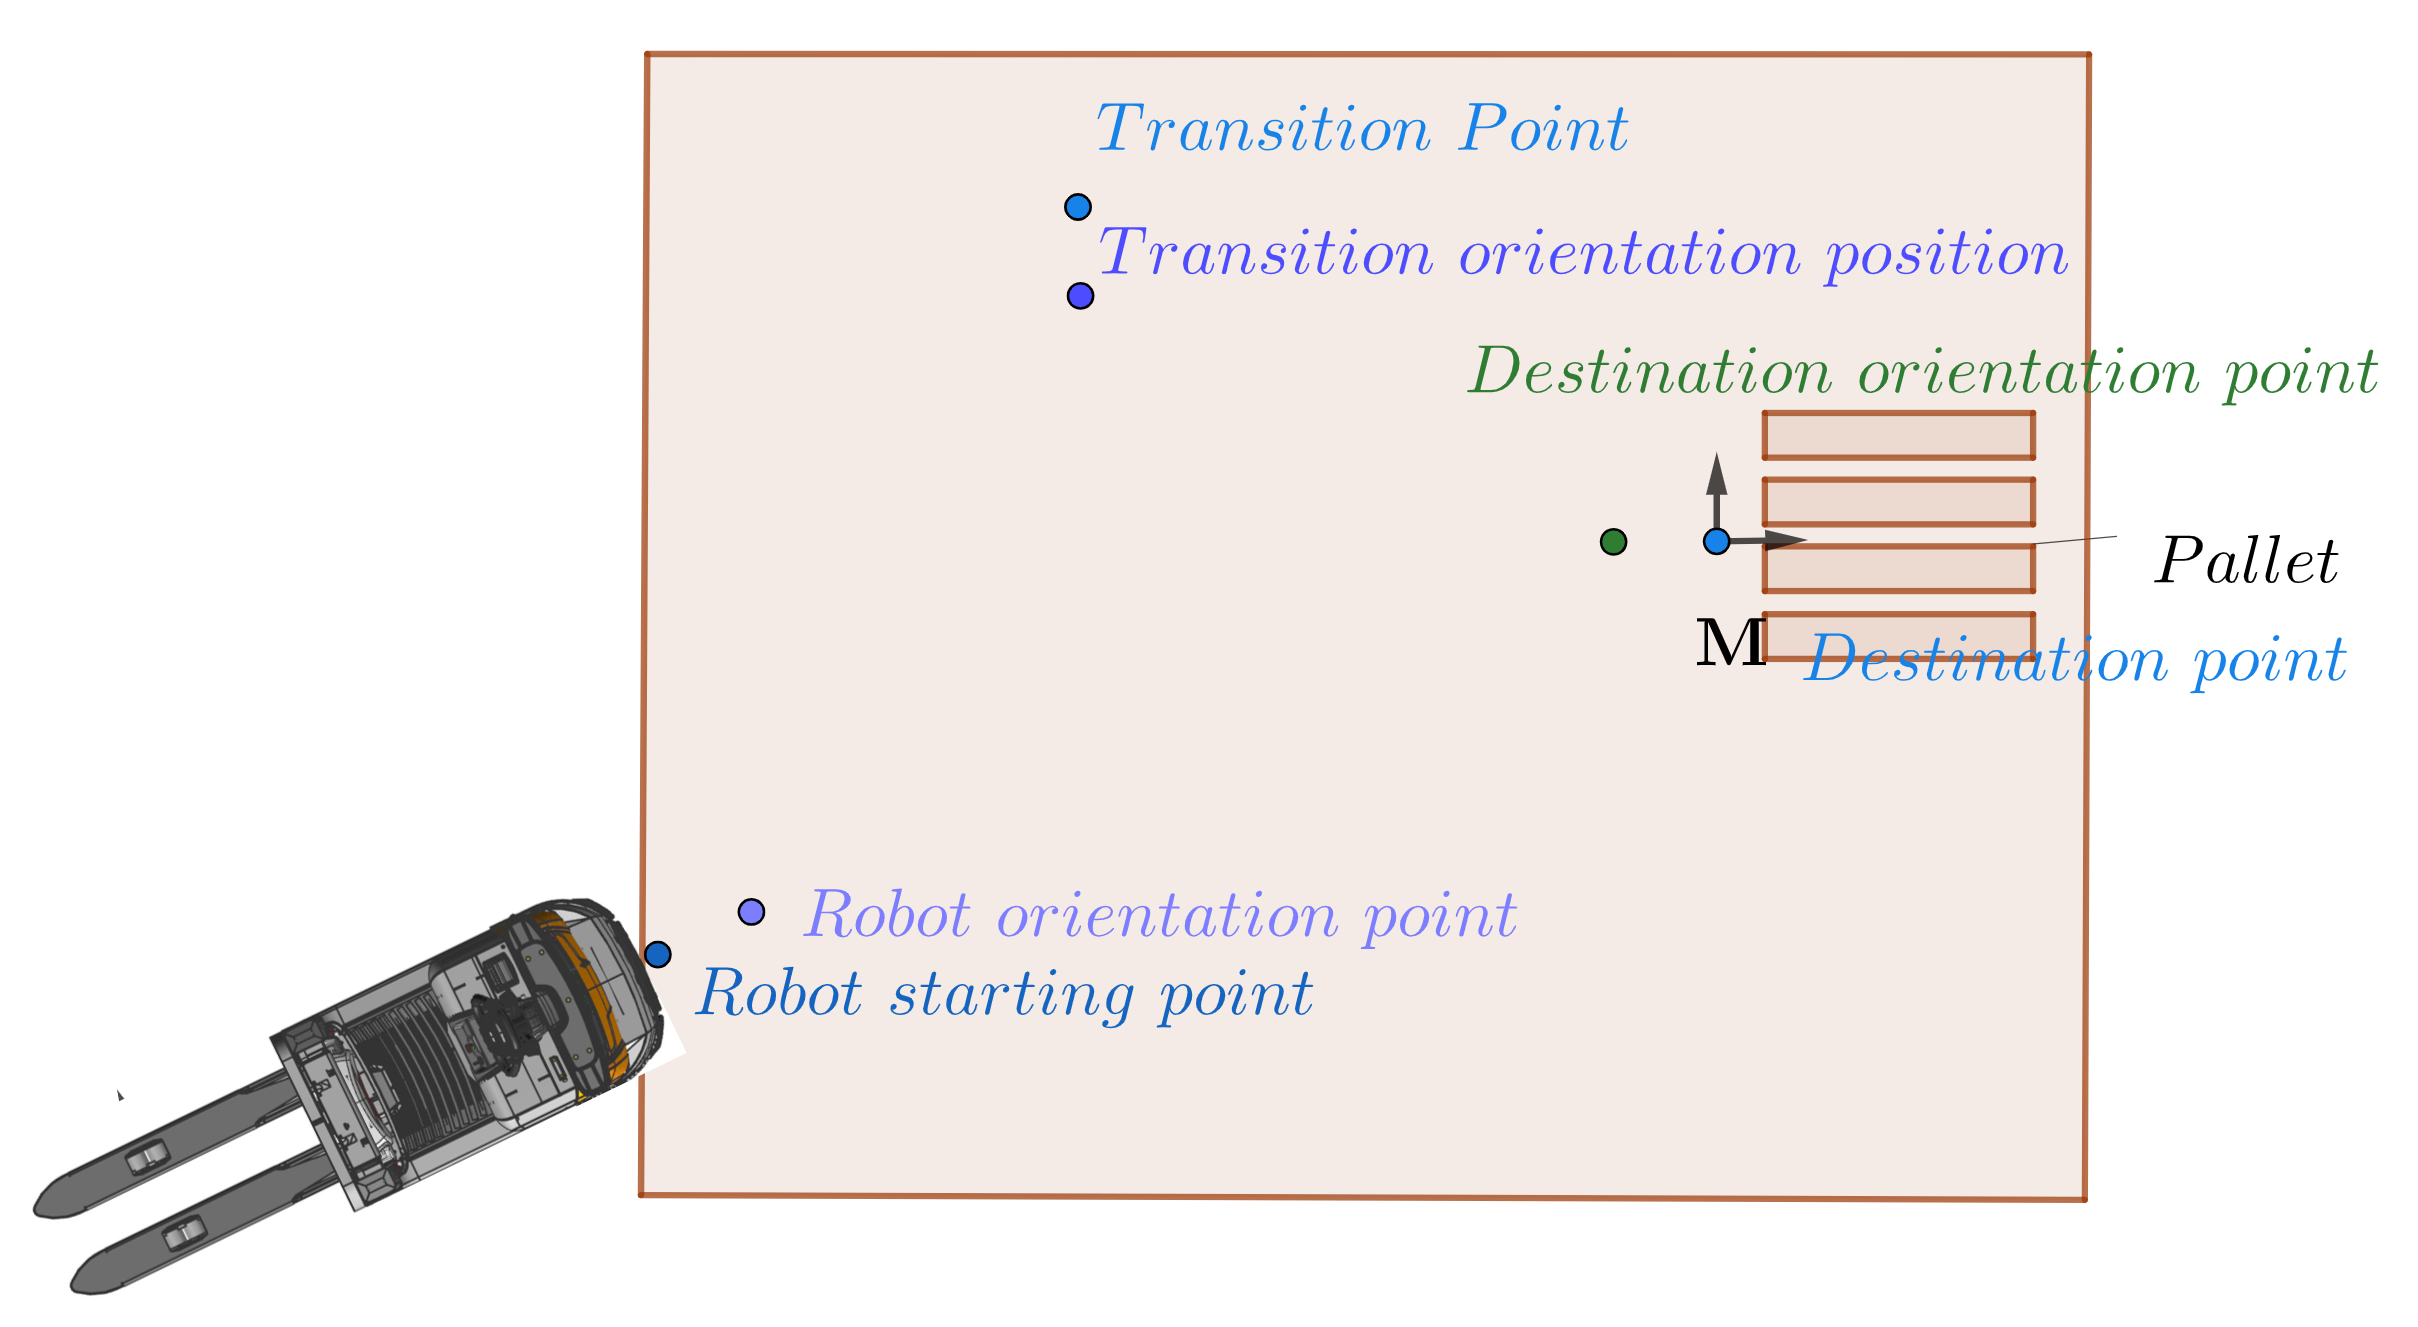 Transition Point
Transition orientation position
Destination orientation point
Pallet
M
Destination point
Robot orientation point
Robot starting point